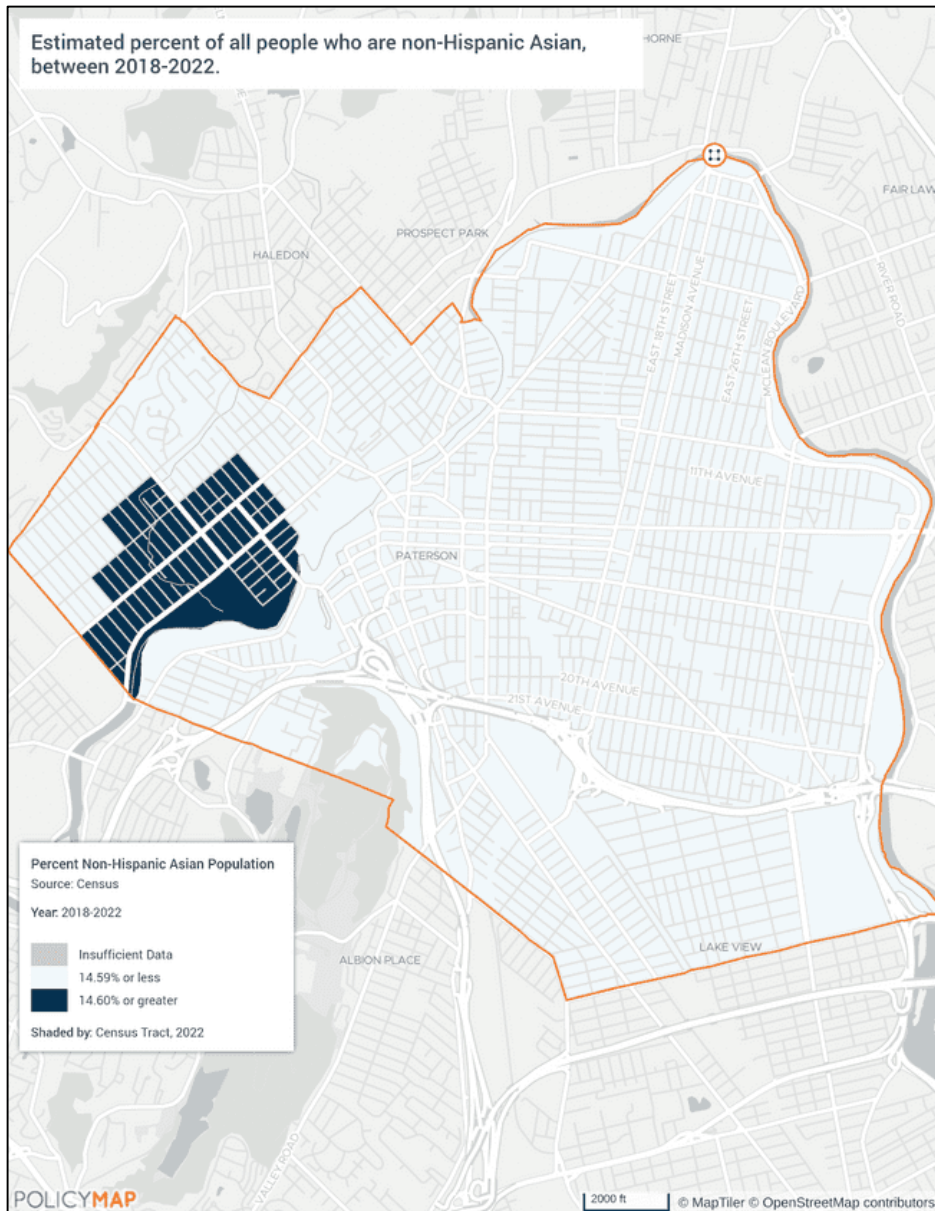 Estimated percent of all people who are non-Hispanic Asian,
between 2018-2022.
HORNE
FAIR LAW
PROSPECT PARK
HALEDON
RIVER ROAD
EAST 18TH STREET
MADISON AVENUE
EAST 26TH STREET
MCLEAN BOULEVARD
11TH AVENUE
PATERSON
20TH AVENUE
21ST AVENUE
LAKE VIEW
ALBION PLACE
VALLEY ROAD
Percent Non-Hispanic Asian Population
Source: Census
Year: 2018-2022
Insufficient Data
14.59% or less
14.60% or greater
Shaded by: Census Tract, 2022
POLICYMAP
2000 ft
© MapTiler © OpenStreetMap contributors